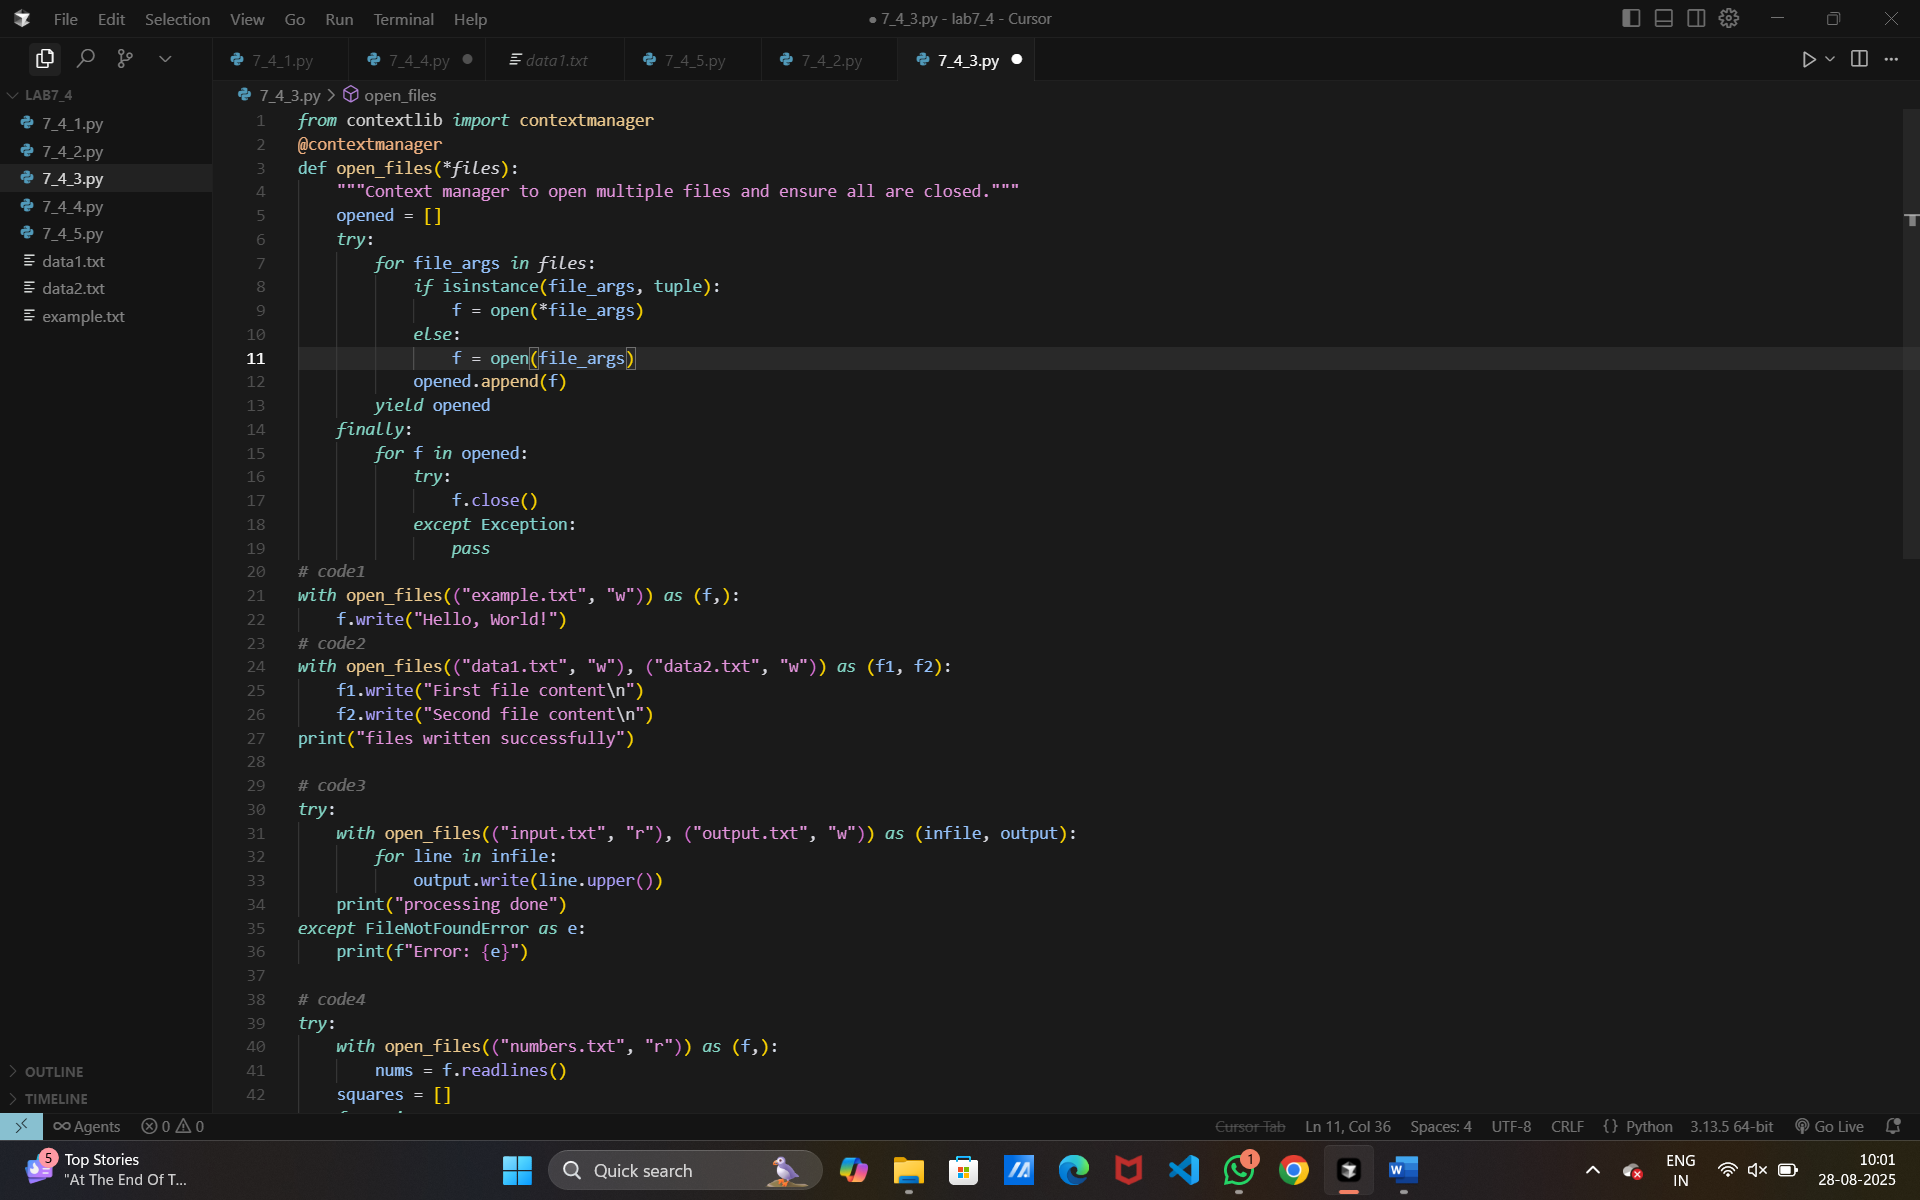 File Edit Selection View Go Run Terminal Help
● 7_4_3.py - lab7_4 - Cursor
7_4_1.py 7_4_4.py data1.txt 7_4_5.py 7_4_2.py 7_4_3.py
LAB7_4
7_4_1.py
7_4_2.py
7_4_3.py
7_4_4.py
7_4_5.py
data1.txt
data2.txt
example.txt
OUTLINE
TIMELINE
7_4_3.py > open_files
1 from contextlib import contextmanager
2 @contextmanager
3 def open_files(*files):
4 """Context manager to open multiple files and ensure all are closed."""
5 opened = []
6 try:
7 for file_args in files:
8 if isinstance(file_args, tuple):
9 f = open(*file_args)
10 else:
11 f = open(file_args)
12 opened.append(f)
13 yield opened
14 finally:
15 for f in opened:
16 try:
17 f.close()
18 except Exception:
19 pass
20 # code1
21 with open_files(("example.txt", "w")) as (f,):
22 f.write("Hello, World!")
23 # code2
24 with open_files(("data1.txt", "w"), ("data2.txt", "w")) as (f1, f2):
25 f1.write("First file content\n")
26 f2.write("Second file content\n")
27 print("files written successfully")
28
29 # code3
30 try:
31 with open_files(("input.txt", "r"), ("output.txt", "w")) as (infile, output):
32 for line in infile:
33 output.write(line.upper())
34 print("processing done")
35 except FileNotFoundError as e:
36 print(f"Error: {e}")
37
38 # code4
39 try:
40 with open_files(("numbers.txt", "r")) as (f,):
41 nums = f.readlines()
42 squares = []
Agents 0 0 Cursor Tab Ln 11, Col 36 Spaces: 4 UTF-8 CRLF {} Python 3.13.5 64-bit Go Live
5 Top Stories
"At The End Of T...
Quick search
1
ENG
IN
10:01
28-08-2025